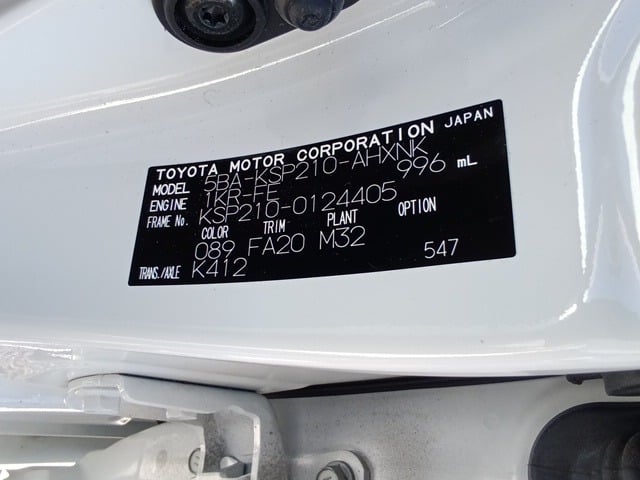 TOYOTA MOTOR CORPORATION JAPAN
MODEL 5BA-KSP210-AHXNK
ENGINE 1KR-FE 996 mL
FRAME No. KSP210-0124405
COLOR TRIM PLANT OPTION
089 FA20 M32 547
TRANS./AXLE K412